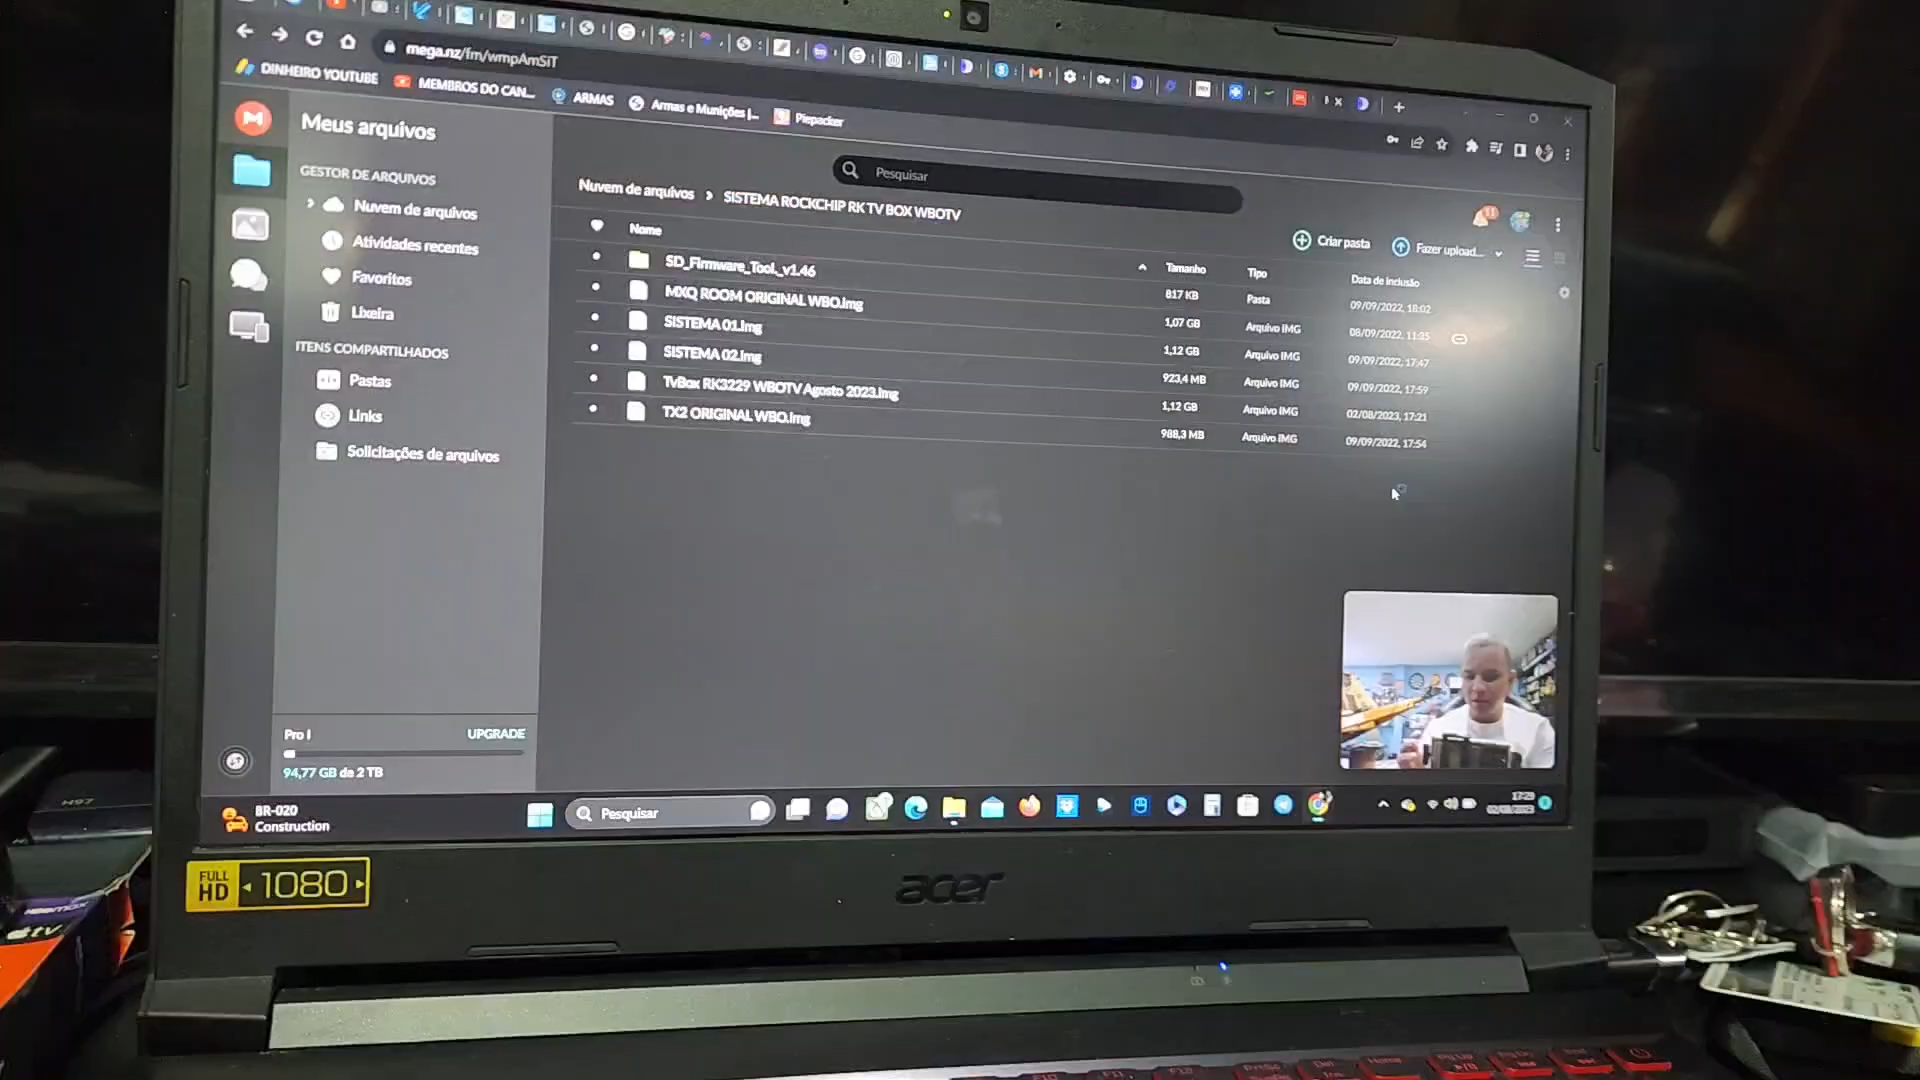 mega.nz/fm/wmpAmSiT
DINHEIRO YOUTUBE
MEMBROS DO CAN...
ARMAS
Armas e Munições |...
Piepacker
Meus arquivos
Pesquisar
GESTOR DE ARQUIVOS
Nuvem de arquivos
Atividades recentes
Favoritos
Lixeira
ITENS COMPARTILHADOS
Pastas
Links
Solicitações de arquivos
Pro I
UPGRADE
94,77 GB de 2 TB
Nuvem de arquivos > SISTEMA ROCKCHIP RK TV BOX WBOTV
Criar pasta
Fazer upload...
11
Nome
Tamanho
Tipo
Data de inclusão
SD_Firmware_Tool._v1.46
817 KB
Pasta
09/09/2022, 18:02
MXQ ROOM ORIGINAL WBO.img
1,07 GB
Arquivo IMG
08/09/2022, 11:25
SISTEMA 01.img
1,12 GB
Arquivo IMG
09/09/2022, 17:47
SISTEMA 02.img
923,4 MB
Arquivo IMG
09/09/2022, 17:59
TvBox RK3229 WBOTV Agosto 2023.img
1,12 GB
Arquivo IMG
02/08/2023, 17:21
TX2 ORIGINAL WBO.img
988,3 MB
Arquivo IMG
09/09/2022, 17:54
BR-020
Construction
Pesquisar
FULL HD 1080
acer
H97
HBOmax
tv